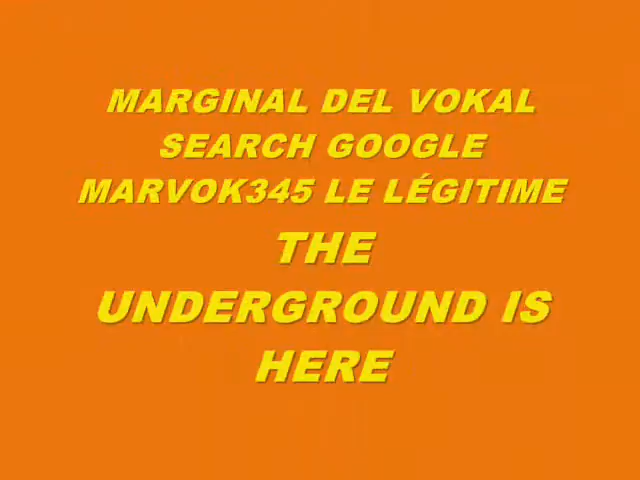 MARGINAL DEL VOKAL
SEARCH GOOGLE
MARVOK345 LE LÉGITIME
THE
UNDERGROUND IS
HERE